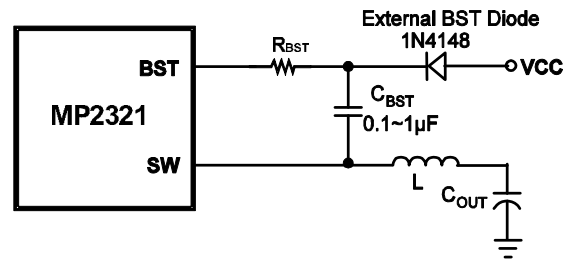 External BST Diode
1N4148
RBST
BST
VCC
CBST
0.1~1µF
MP2321
SW
L
COUT